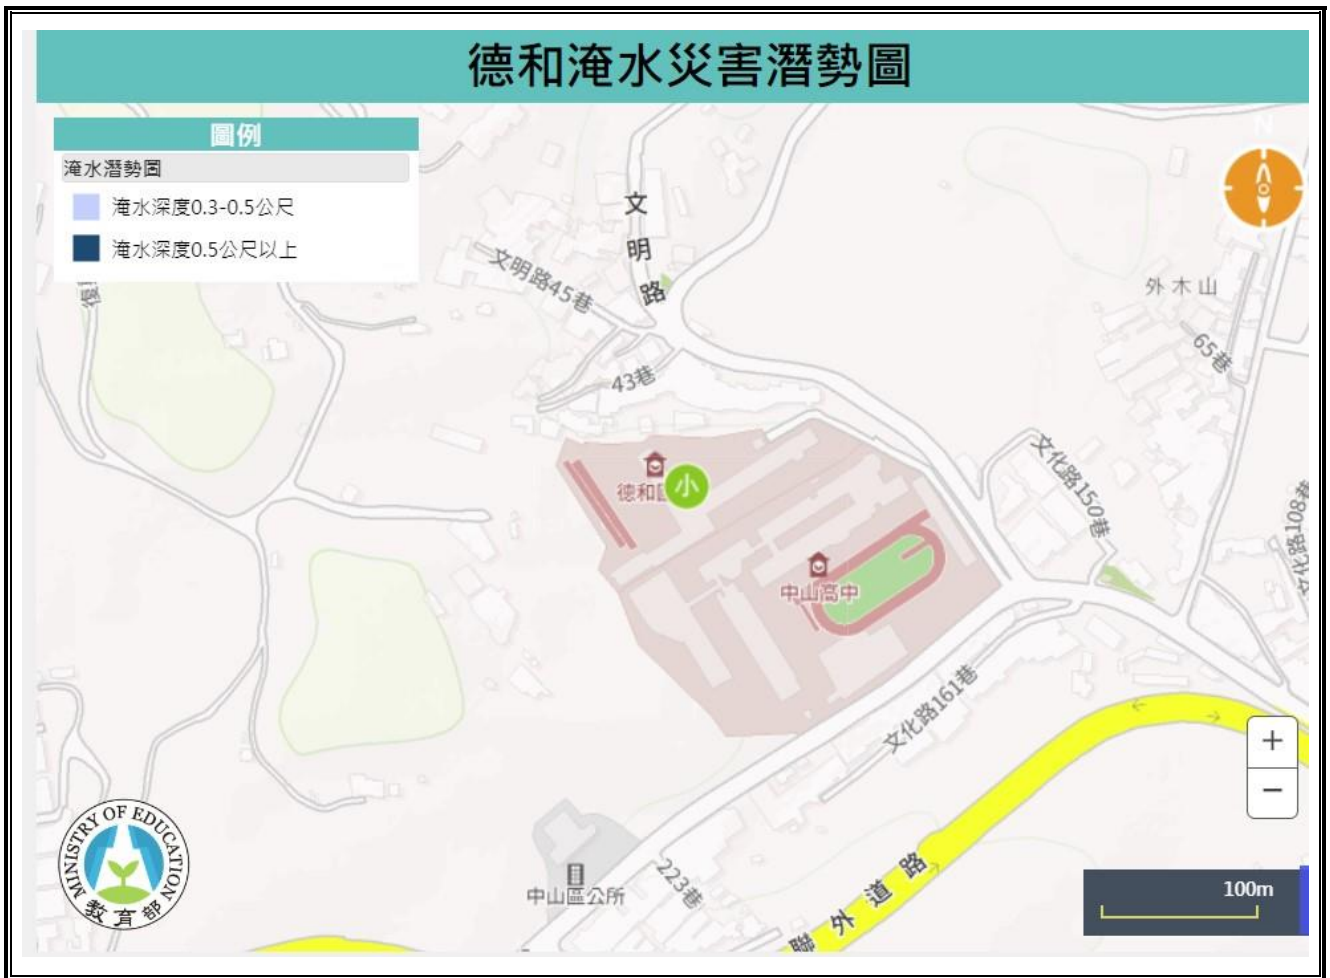 德和淹水災害潛勢圖
圖例
淹水潛勢圖
淹水深度0.3-0.5公尺
淹水深度0.5公尺以上
N
文明路
文明路45巷
外木山
65巷
43巷
文化路150巷
文化路108巷
德和
小
中山高中
文化路161巷
+
−
MINISTRY OF EDUCATION
教育部
中山區公所
223巷
聯外道路
100m